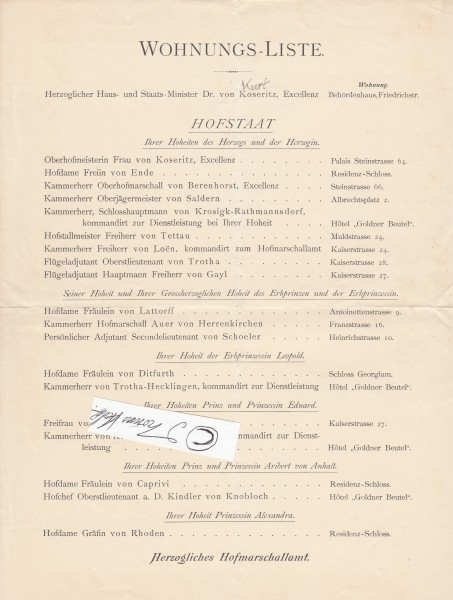 WOHNUNGS-LISTE.
Kurt
Wohnung.
Herzoglicher Haus- und Staats-Minister Dr. von Koseritz, Excellenz Behördenhaus, Friedrichstr.
HOFSTAAT
Ihrer Hoheiten des Herzogs und der Herzogin.
Oberhofmeisterin Frau von Koseritz, Excellenz . . . . . . . Palais Steinstrasse 64.
Hofdame Freiin von Ende . . . . . . . Residenz-Schloss.
Kammerherr Oberhofmarschall von Berenhorst, Excellenz . . . . Steinstrasse 66.
Kammerherr Oberjägermeister von Saldern . . . . . . . Albrechtsplatz 2.
Kammerherr, Schlosshauptmann von Krosigk-Rathmannsdorf,
kommandirt zur Dienstleistung bei Ihrer Hoheit . . . . Hôtel „Goldner Beutel“.
Hofstallmeister Freiherr von Tettau . . . . . . . Muldstrasse 24.
Kammerherr Freiherr von Loën, kommandirt zum Hofmarschallamt Kaiserstrasse 24.
Flügeladjutant Oberstlieutenant von Trotha . . . . . . . Kaiserstrasse 28.
Flügeladjutant Hauptmann Freiherr von Gayl . . . . . . . Kaiserstrasse 27.
Seiner Hoheit und Ihrer Grossherzoglichen Hoheit des Erbprinzen und der Erbprinzessin.
Hofdame Fräulein von Lattorff . . . . . . . Antoinettenstrasse 9.
Kammerherr Hofmarschall Auer von Herrenkirchen . . . . Franzstrasse 16.
Persönlicher Adjutant Secondelieutenant von Schoeler . . . . Heinrichstrasse 10.
Ihrer Hoheit der Erbprinzessin Leopold.
Hofdame Fräulein von Ditfurth . . . . . . . Schloss Georgium.
Kammerherr von Trotha-Hecklingen, kommandirt zur Dienstleistung Hôtel „Goldner Beutel“.
Ihrer Hoheiten Prinz und Prinzessin Eduard.
Freifrau Kaiserstrasse 27.
Kammerherr von mmandirt zur Dienst-
leistung Hôtel „Goldner Beutel“.
©
Ihrer Hoheiten Prinz und Prinzessin Aribert von Anhalt.
Hofdame Fräulein von Caprivi . . . . . . . Residenz-Schloss.
Hofchef Oberstlieutenant a. D. Kindler von Knobloch . . . . Hôtel „Goldner Beutel“.
Ihrer Hoheit Prinzessin Alexandra.
Hofdame Gräfin von Rhoden . . . . . . . Residenz-Schloss.
Herzogliches Hofmarschallamt.